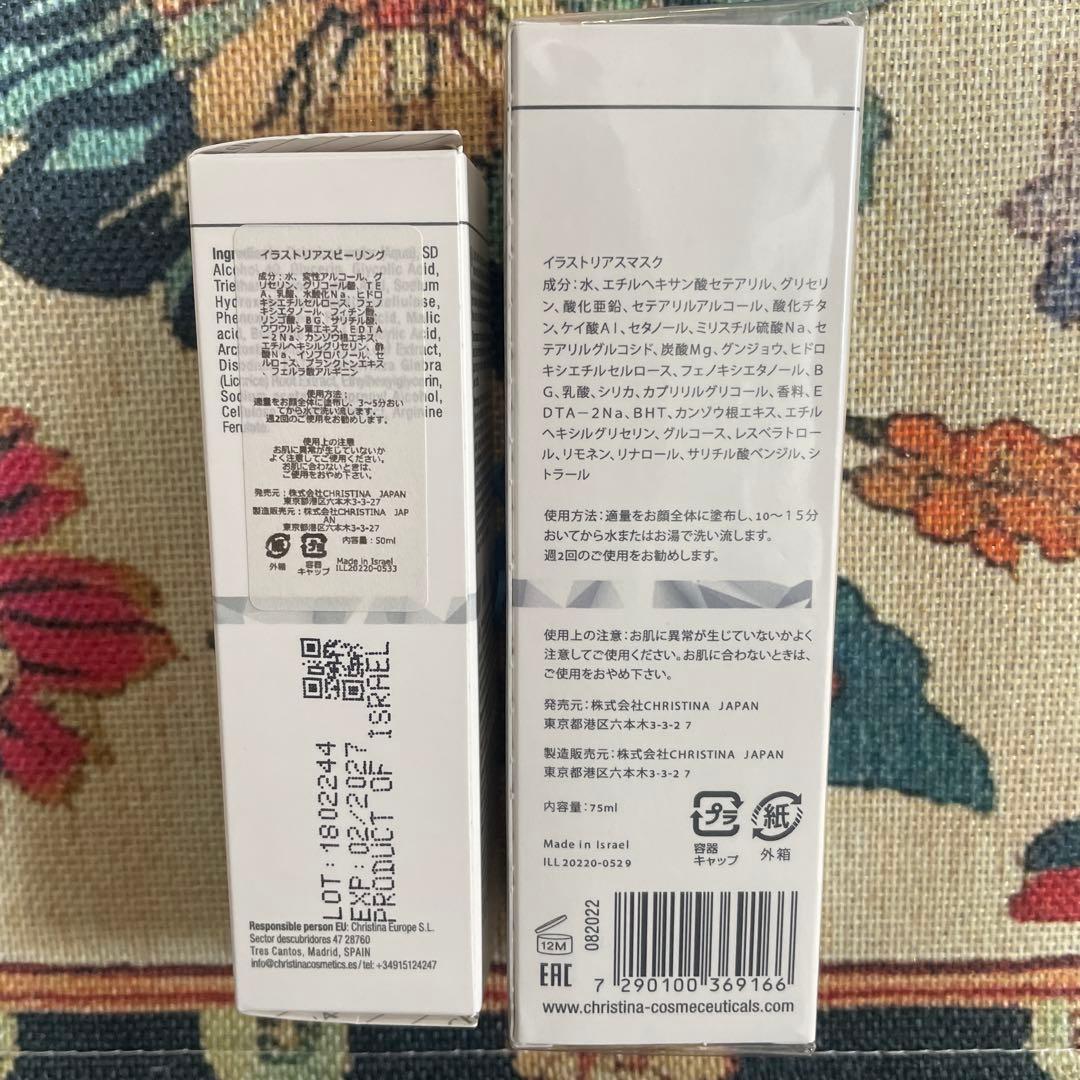 イラストリアスピーリング
成分:水、変性アルコール、グ
リセリン、グリコール酸、TE
A、乳酸、水酸化Na、ヒドロ
キシエチルセルロース、フェノ
キシエタノール、フィチン酸、
リンゴ酸、BG、サリチル酸、
ウワウルシ葉エキス、EDTA
-2Na、カンゾウ根エキス、
エチルヘキシルグリセリン、酢
酸Na、イソプロパノール、セ
ルロース、プランクトンエキス
、フェルラ酸アルギニン
使用方法:
適量をお顔全体に塗布し、3~5分おい
てから水で洗い流します。
週2回のご使用をお勧めします。
使用上の注意
お肌に異常が生じていないか
よく注意してご使用ください。
お肌に合わないときは、
ご使用をおやめ下さい。
発売元:株式会社CHRISTINA JAPAN
東京都港区六本木3-3-27
製造販売元:株式会社CHRISTINA JAP
AN
東京都港区六本木3-3-27
内容量:50ml
外箱
容器
キャップ
Made in Israel
ILL20220-0533
LOT:1802244
EXP:02/2027
PRODUCT OF ISRAEL
Responsible person EU: Christina Europe S.L.
Sector descubridores 47 28760
Tres Cantos, Madrid, SPAIN
info@christinacosmetics.es/ tel: +34915124247
イラストリアスマスク
成分:水、エチルヘキサン酸セテアリル、グリセリ
ン、酸化亜鉛、セテアリルアルコール、酸化チタ
ン、ケイ酸Al、セタノール、ミリスチル硫酸Na、セ
テアリルグルコシド、炭酸Mg、グンジョウ、ヒドロ
キシエチルセルロース、フェノキシエタノール、B
G、乳酸、シリカ、カプリリルグリコール、香料、E
DTA-2Na、BHT、カンゾウ根エキス、エチル
ヘキシルグリセリン、グルコース、レスベラトロー
ル、リモネン、リナロール、サリチル酸ベンジル、シ
トラール
使用方法:適量をお顔全体に塗布し、10~15分
おいてから水またはお湯で洗い流します。
週2回のご使用をお勧めします。
使用上の注意:お肌に異常が生じていないかよく
注意してご使用ください。お肌に合わないときは、
ご使用をおやめ下さい。
発売元:株式会社CHRISTINA JAPAN
東京都港区六本木3-3-2 7
製造販売元:株式会社CHRISTINA JAPAN
東京都港区六本木3-3-2 7
内容量:75ml
プラ
紙
容器
キャップ
外箱
Made in Israel
ILL20220-0529
12M
082022
EAC
7 290100 369166
www.christina-cosmeceuticals.com